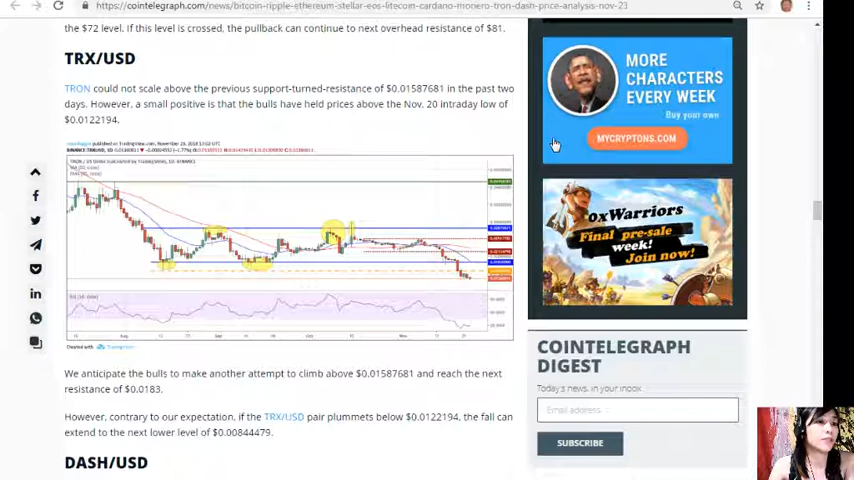 https://cointelegraph.com/news/bitcoin-ripple-ethereum-stellar-eos-litecoin-cardano-monero-tron-dash-price-analysis-nov-23
the $72 level. If this level is crossed, the pullback can continue to next overhead resistance of $81.
TRX/USD
TRON could not scale above the previous support-turned-resistance of $0.01587681 in the past two
days. However, a small positive is that the bulls have held prices above the Nov. 20 intraday low of
$0.0122194.
We anticipate the bulls to make another attempt to climb above $0.01587681 and reach the next
resistance of $0.0183.
However, contrary to our expectation, if the TRX/USD pair plummets below $0.0122194, the fall can
extend to the next lower level of $0.00844479.
DASH/USD
MORE
CHARACTERS
EVERY WEEK
Buy your own
MYCRYPTONS.COM
0xWarriors
Final pre-sale
week!
Join now!
COINTELEGRAPH
DIGEST
Today's news, in your inbox
Email address
SUBSCRIBE